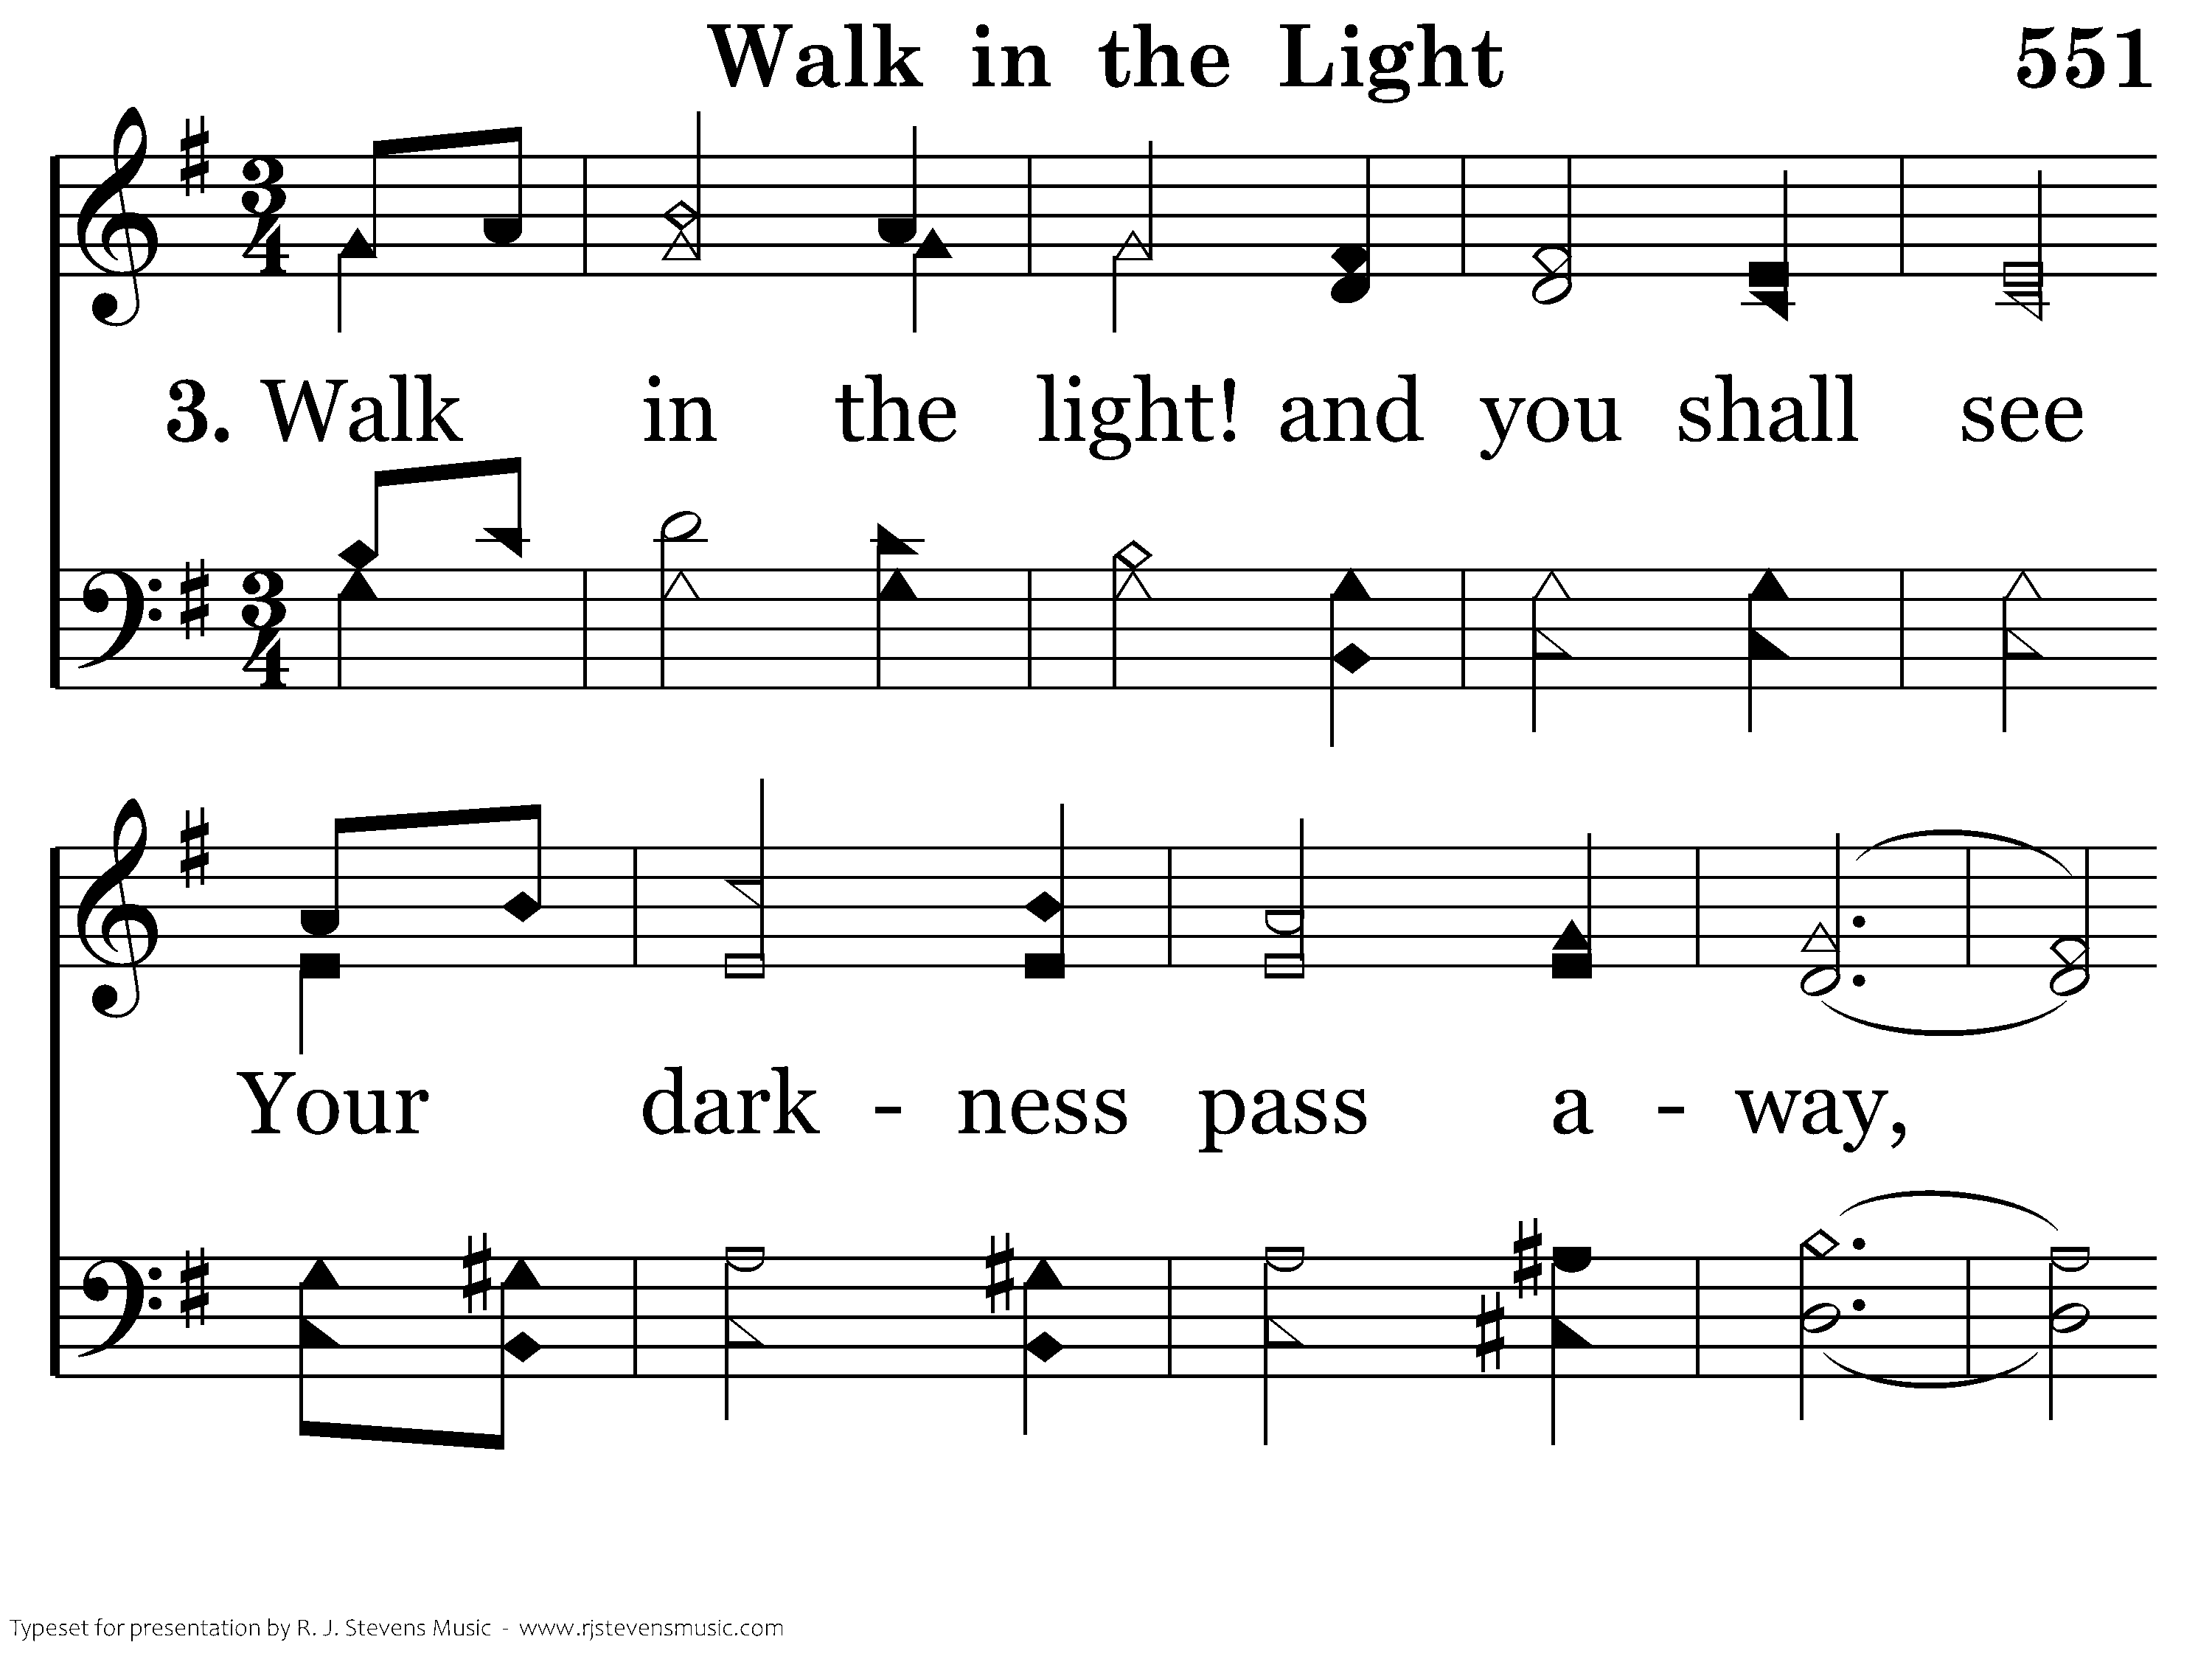 Walk in the Light 551
3. Walk in the light! and you shall see
Your dark - ness pass a - way,
Typeset for presentation by R. J. Stevens Music - www.rjstevensmusic.com